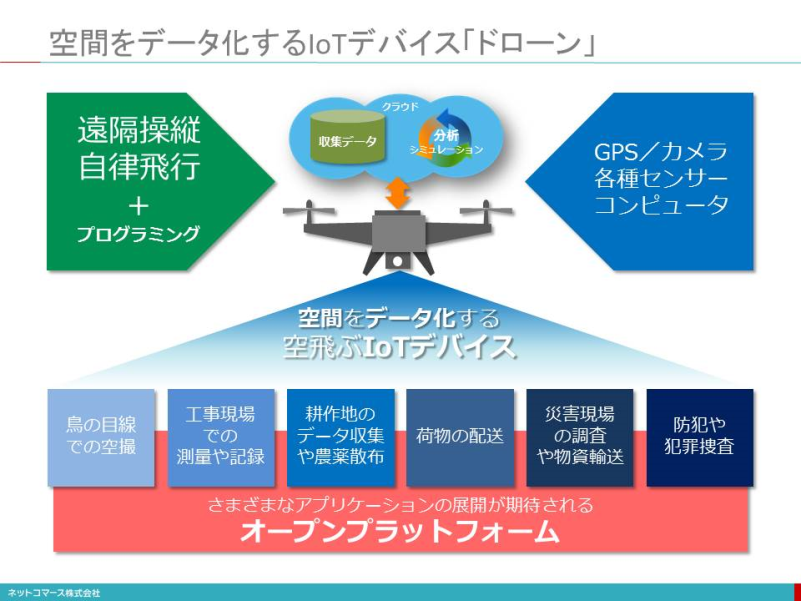 空間をデータ化するIoTデバイス「ドローン」
遠隔操縦
自律飛行
＋
プログラミング
クラウド
収集データ
分析
シミュレーション
GPS／カメラ
各種センサー
コンピュータ
空間をデータ化する
空飛ぶIoTデバイス
鳥の目線
での空撮
工事現場
での
測量や記録
耕作地の
データ収集
や農薬散布
荷物の配送
災害現場
の調査
や物資輸送
防犯や
犯罪捜査
さまざまなアプリケーションの展開が期待される
オープンプラットフォーム
ネットコマース株式会社